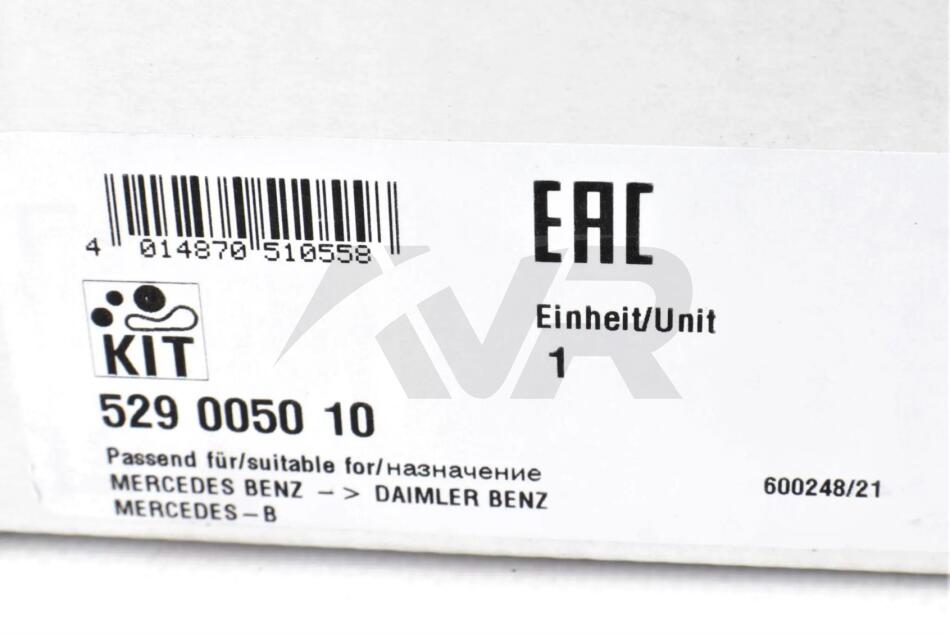 4 014870 510558
EAC
IVR
KIT
Einheit/Unit
1
529 0050 10
Passend für/suitable for/назначение
MERCEDES BENZ -> DAIMLER BENZ
MERCEDES-B
600248/21